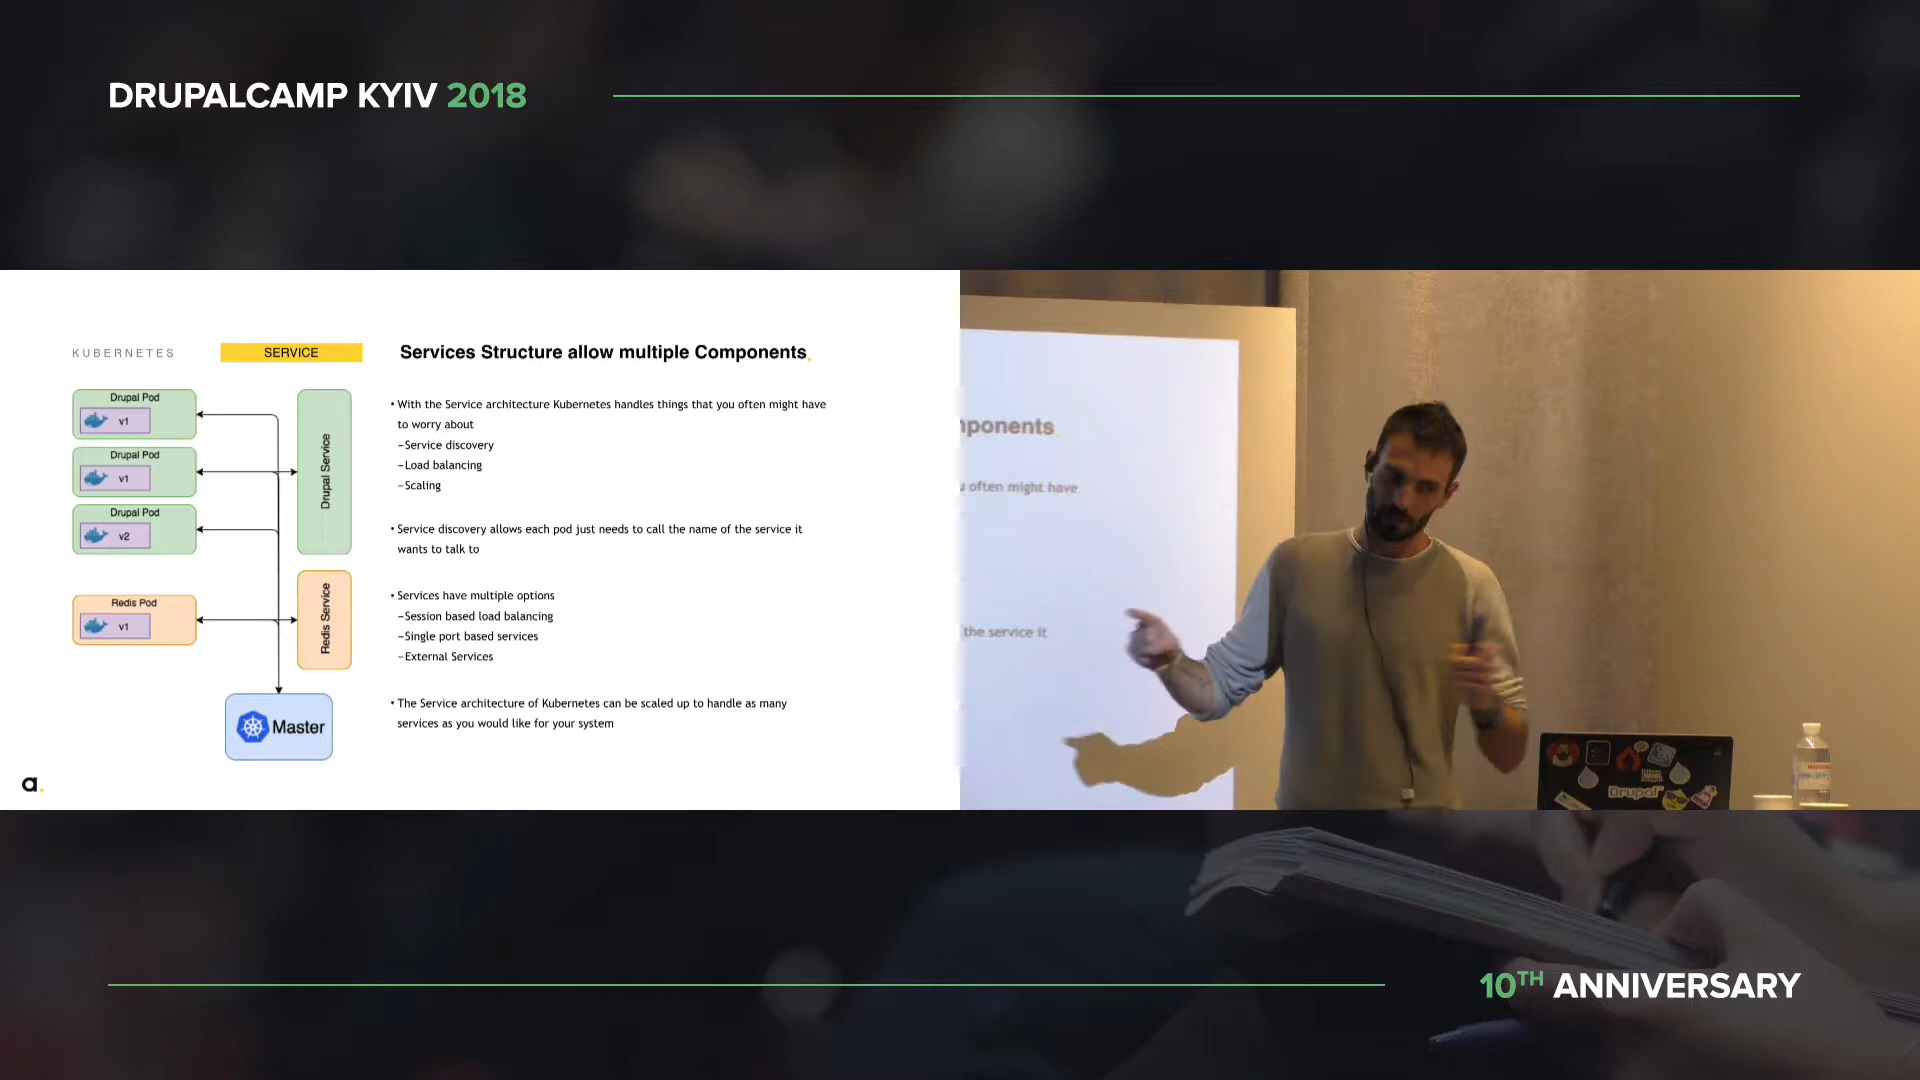 DRUPALCAMP KYIV 2018
KUBERNETES
SERVICE
Services Structure allow multiple Components.
Drupal Pod
v1
Drupal Pod
v1
Drupal Pod
v2
Redis Pod
v1
Drupal Service
Redis Service
Master
• With the Service architecture Kubernetes handles things that you often might have
to worry about
–Service discovery
–Load balancing
–Scaling
• Service discovery allows each pod just needs to call the name of the service it
wants to talk to
• Services have multiple options
–Session based load balancing
–Single port based services
–External Services
• The Service architecture of Kubernetes can be scaled up to handle as many
services as you would like for your system
a.
ponents.
often might have
the service it
Drupal
10TH ANNIVERSARY